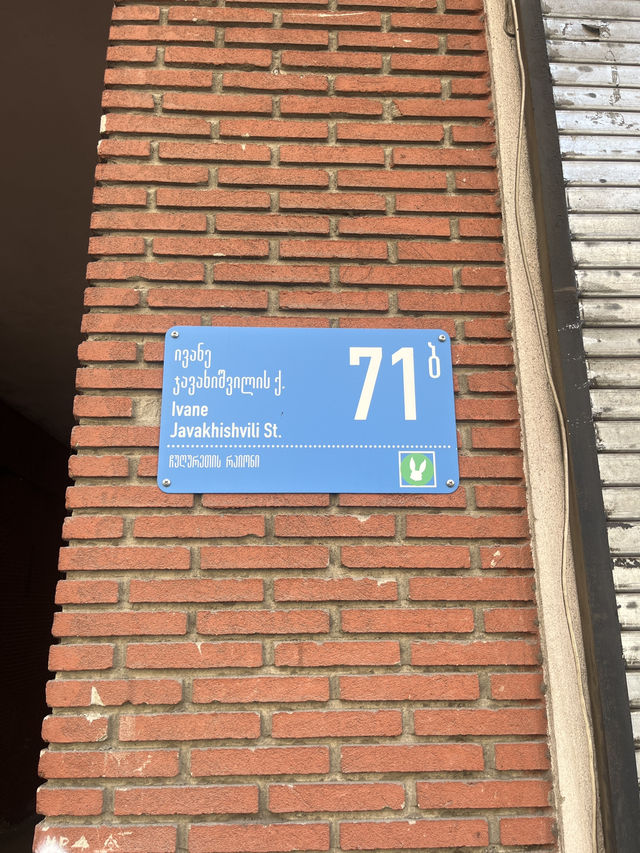 ივანე
ჯავახიშვილის ქ.
Ivane
Javakhishvili St.
71ბ
ჩუღურეთის რაიონი